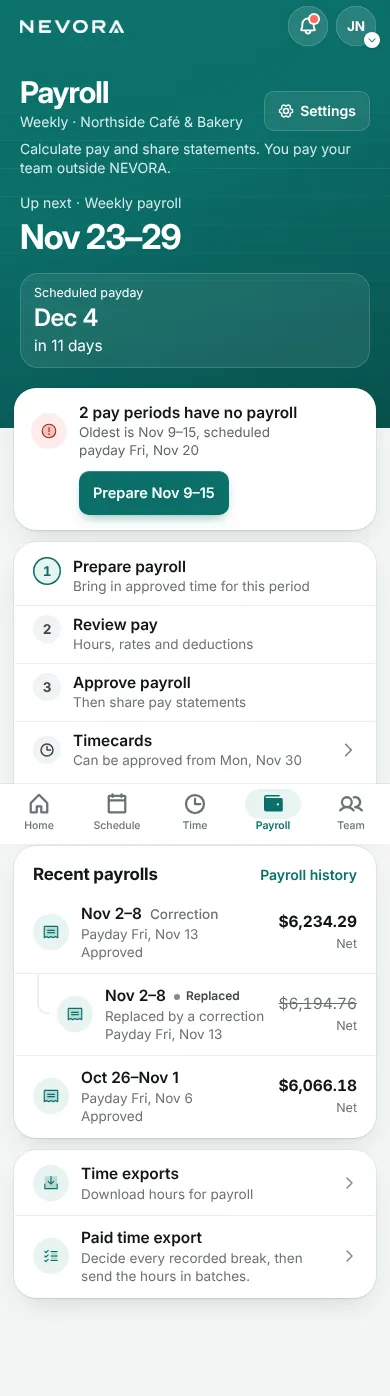 NEVORA
JN
Payroll
Weekly · Northside Café & Bakery
Settings
Calculate pay and share statements. You pay your
team outside NEVORA.
Up next · Weekly payroll
Nov 23–29
Scheduled payday
Dec 4
in 11 days
2 pay periods have no payroll
Oldest is Nov 9–15, scheduled
payday Fri, Nov 20
Prepare Nov 9–15
1
Prepare payroll
Bring in approved time for this period
2
Review pay
Hours, rates and deductions
3
Approve payroll
Then share pay statements
Timecards
Can be approved from Mon, Nov 30
Home
Schedule
Time
Payroll
Team
Recent payrolls
Payroll history
Nov 2–8 Correction
Payday Fri, Nov 13
Approved
$6,234.29
Net
Nov 2–8 • Replaced
Replaced by a correction
Payday Fri, Nov 13
$6,194.76
Net
Oct 26–Nov 1
Payday Fri, Nov 6
Approved
$6,066.18
Net
Time exports
Download hours for payroll
Paid time export
Decide every recorded break, then
send the hours in batches.